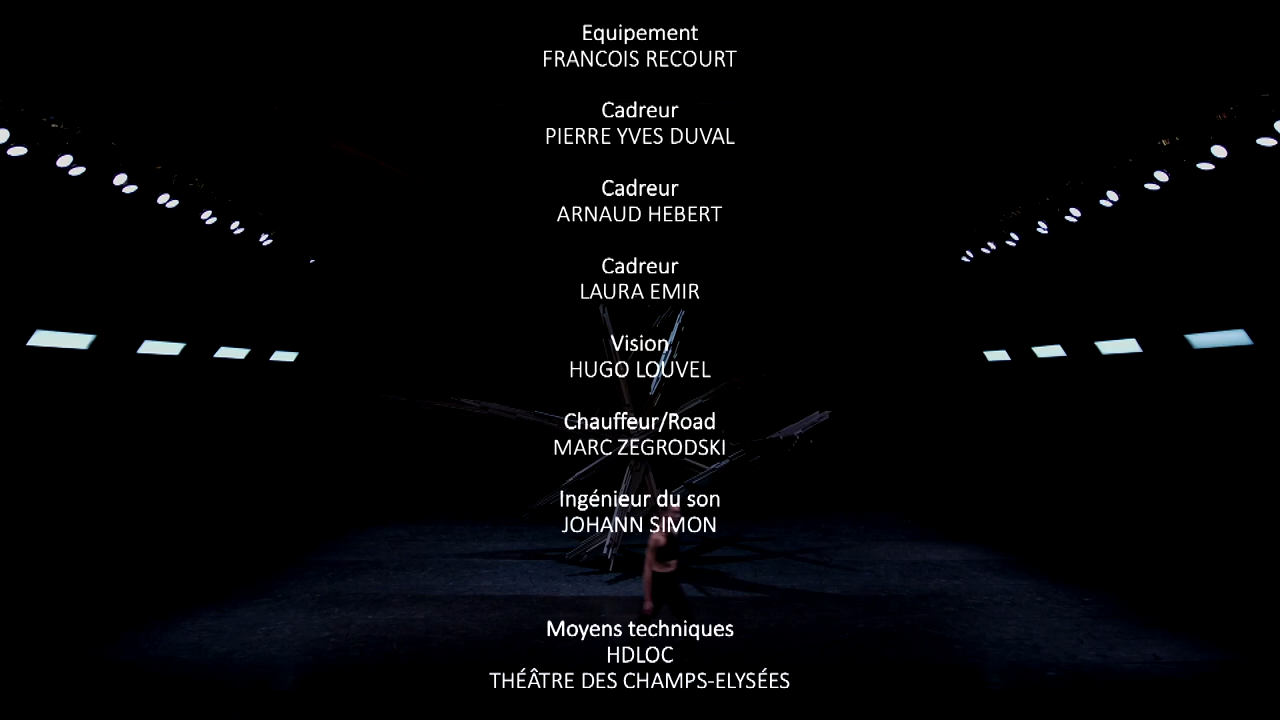 Equipement
FRANCOIS RECOURT
Cadreur
PIERRE YVES DUVAL
Cadreur
ARNAUD HEBERT
Cadreur
LAURA EMIR
Vision
HUGO LOUVEL
Chauffeur/Road
MARC ZEGRODSKI
Ingénieur du son
JOHANN SIMON
Moyens techniques
HDLOC
THÉÂTRE DES CHAMPS-ELYSÉES